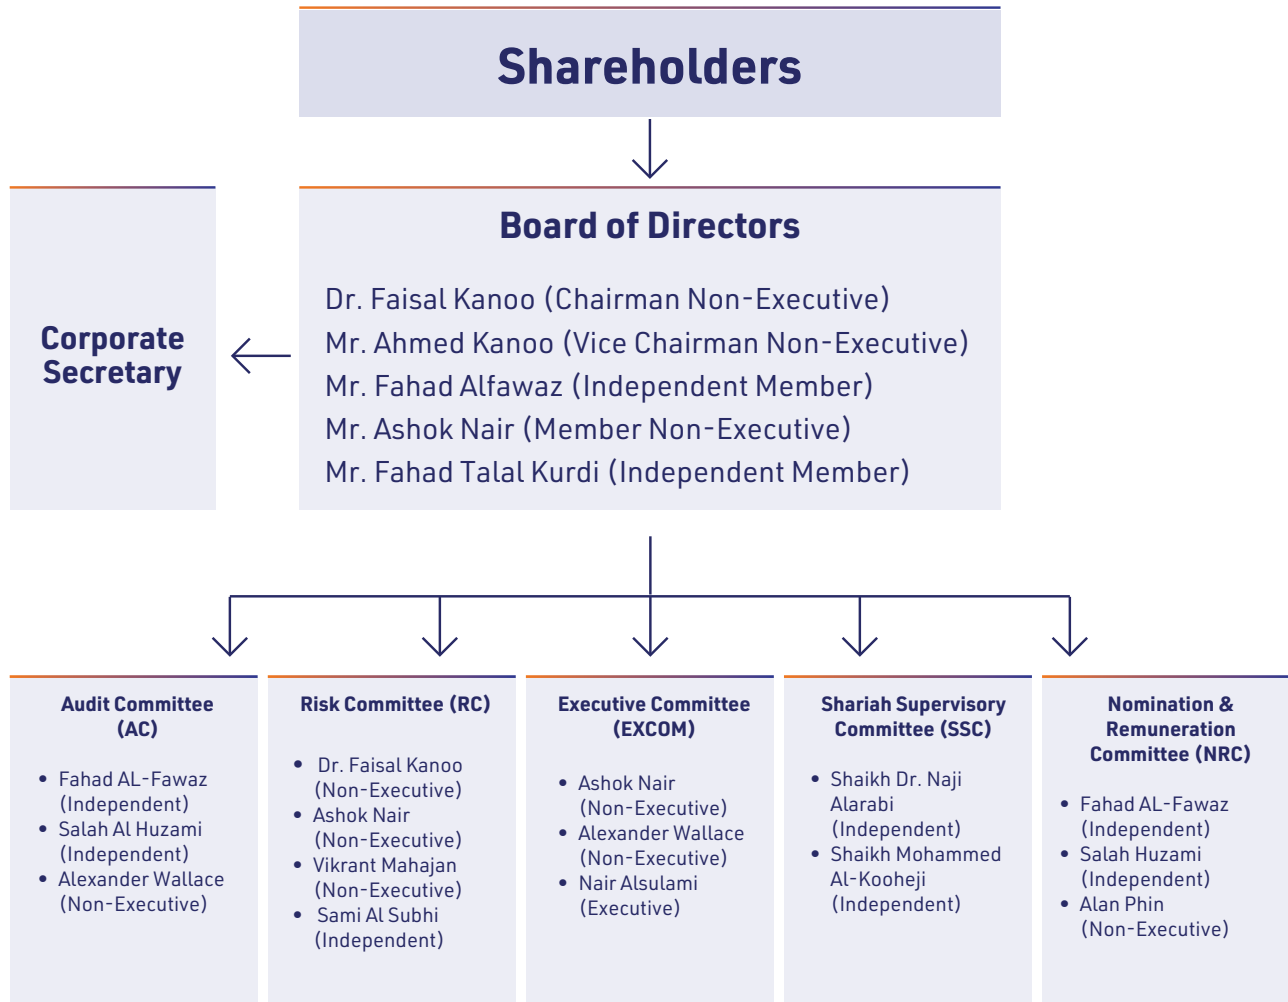 Shareholders
Corporate
Secretary
Board of Directors
Dr. Faisal Kanoo (Chairman Non-Executive)
Mr. Ahmed Kanoo (Vice Chairman Non-Executive)
Mr. Fahad Alfawaz (Independent Member)
Mr. Ashok Nair (Member Non-Executive)
Mr. Fahad Talal Kurdi (Independent Member)
Audit Committee
(AC)
• Fahad AL-Fawaz
(Independent)
• Salah Al Huzami
(Independent)
• Alexander Wallace
(Non-Executive)
Risk Committee (RC)
• Dr. Faisal Kanoo
(Non-Executive)
• Ashok Nair
(Non-Executive)
• Vikrant Mahajan
(Non-Executive)
• Sami Al Subhi
(Independent)
Executive Committee
(EXCOM)
• Ashok Nair
(Non-Executive)
• Alexander Wallace
(Non-Executive)
• Nair Alsulami
(Executive)
Shariah Supervisory
Committee (SSC)
• Shaikh Dr. Naji
Alarabi
(Independent)
• Shaikh Mohammed
Al-Kooheji
(Independent)
Nomination &
Remuneration
Committee (NRC)
• Fahad AL-Fawaz
(Independent)
• Salah Huzami
(Independent)
• Alan Phin
(Non-Executive)